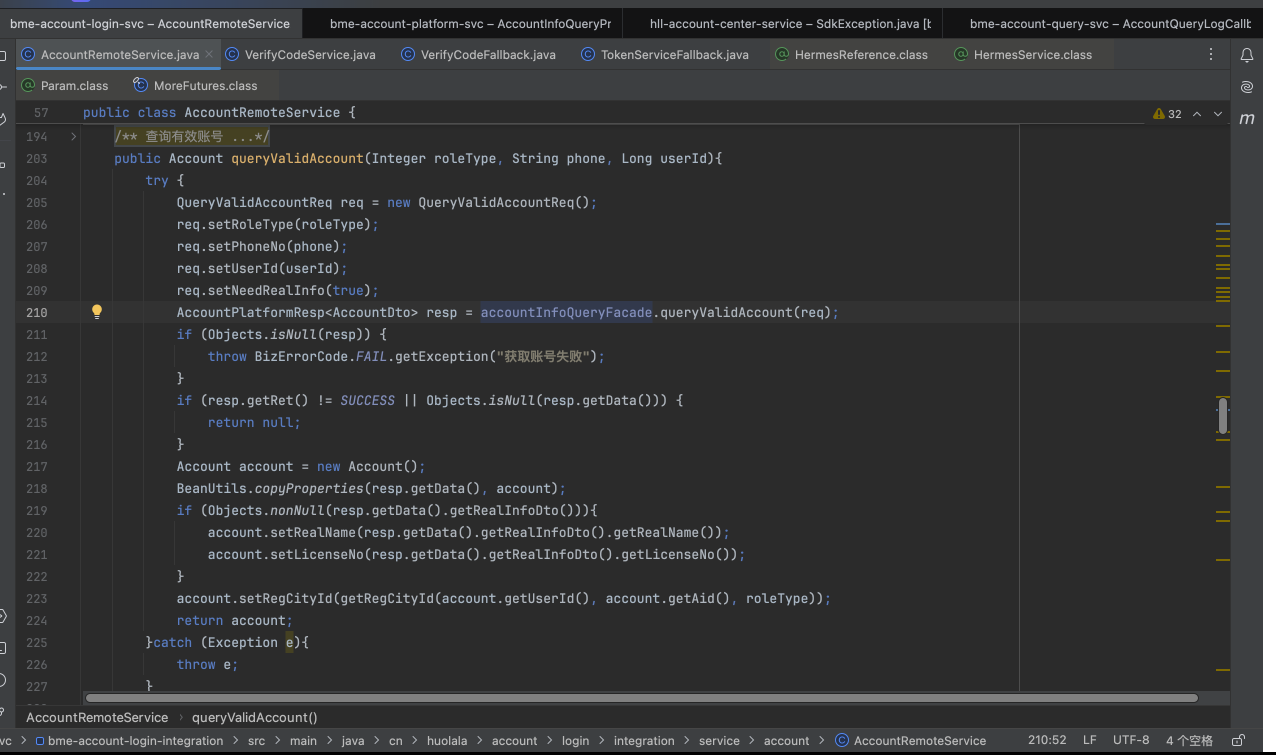 bme-account-login-svc – AccountRemoteService
bme-account-platform-svc – AccountInfoQueryPr
hll-account-center-service – SdkException.java [b
bme-account-query-svc – AccountQueryLogCallb
AccountRemoteService.java
VerifyCodeService.java
VerifyCodeFallback.java
TokenServiceFallback.java
HermesReference.class
HermesService.class
Param.class
MoreFutures.class
57 public class AccountRemoteService {
32
194 /** 查询有效账号 ...*/
203 public Account queryValidAccount(Integer roleType, String phone, Long userId){
204 try {
205 QueryValidAccountReq req = new QueryValidAccountReq();
206 req.setRoleType(roleType);
207 req.setPhoneNo(phone);
208 req.setUserId(userId);
209 req.setNeedRealInfo(true);
210 AccountPlatformResp<AccountDto> resp = accountInfoQueryFacade.queryValidAccount(req);
211 if (Objects.isNull(resp)) {
212 throw BizErrorCode.FAIL.getException("获取账号失败");
213 }
214 if (resp.getRet() != SUCCESS || Objects.isNull(resp.getData())) {
215 return null;
216 }
217 Account account = new Account();
218 BeanUtils.copyProperties(resp.getData(), account);
219 if (Objects.nonNull(resp.getData().getRealInfoDto())){
220 account.setRealName(resp.getData().getRealInfoDto().getRealName());
221 account.setLicenseNo(resp.getData().getRealInfoDto().getLicenseNo());
222 }
223 account.setRegCityId(getRegCityId(account.getUserId(), account.getAid(), roleType));
224 return account;
225 }catch (Exception e){
226 throw e;
227 }
AccountRemoteService › queryValidAccount()
vc › bme-account-login-integration › src › main › java › cn › huolala › account › login › integration › service › account › AccountRemoteService 210:52 LF UTF-8 4 个空格